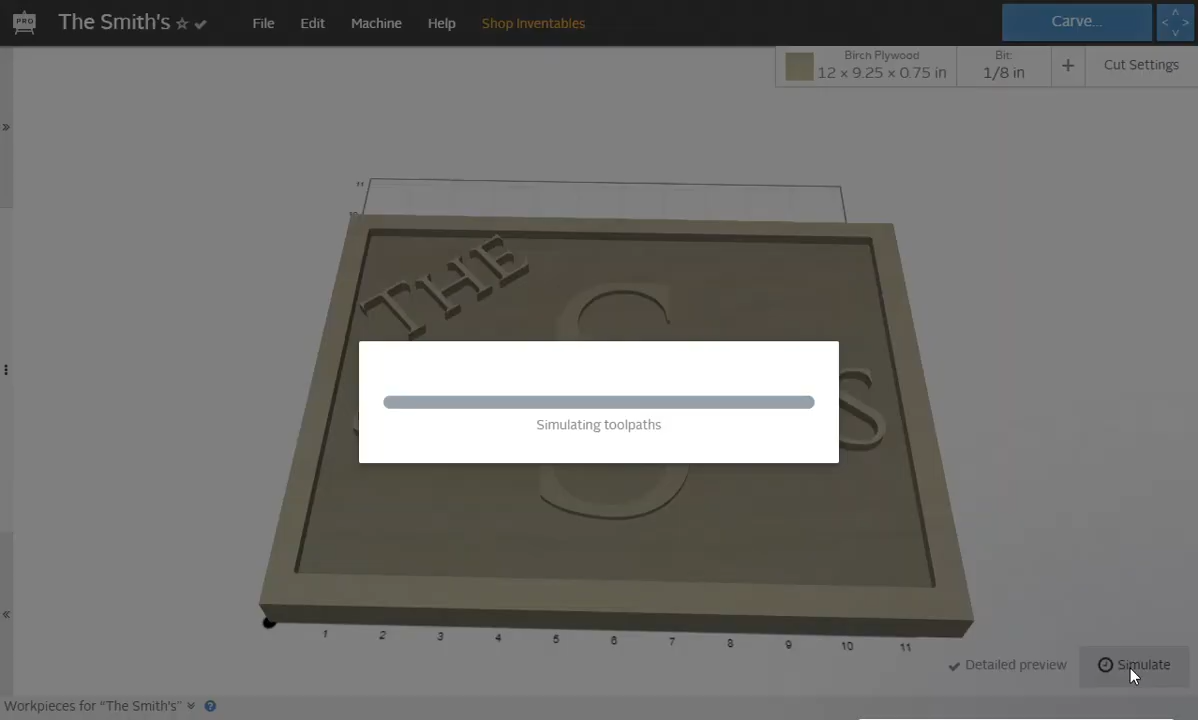 PRO
The Smith's
File
Edit
Machine
Help
Shop Inventables
Carve...
Birch Plywood
12 × 9.25 × 0.75 in
Bit:
1/8 in
+
Cut Settings
»
THE
S
S
Simulating toolpaths
«
1
2
3
4
5
6
7
8
9
10
11
Detailed preview
Simulate
Workpieces for “The Smith's”
?